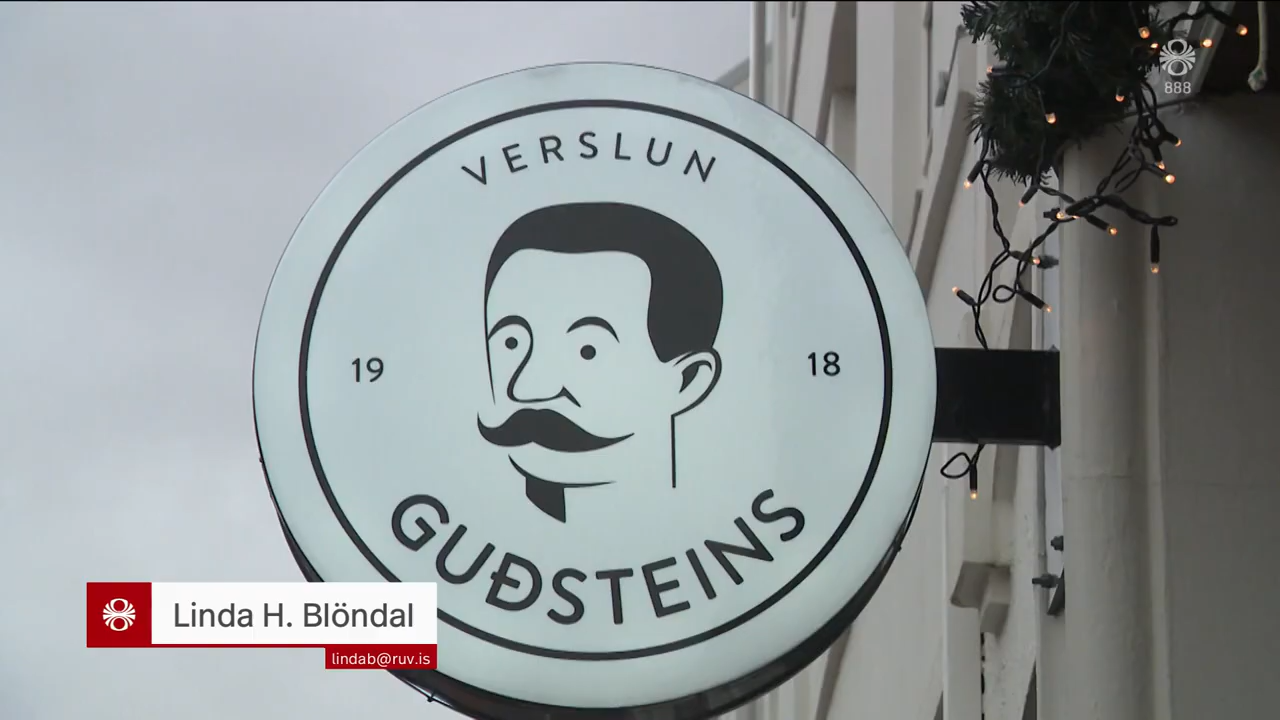 888
VERSLUN
19 18
GUÐSTEINS
Linda H. Blöndal
lindab@ruv.is